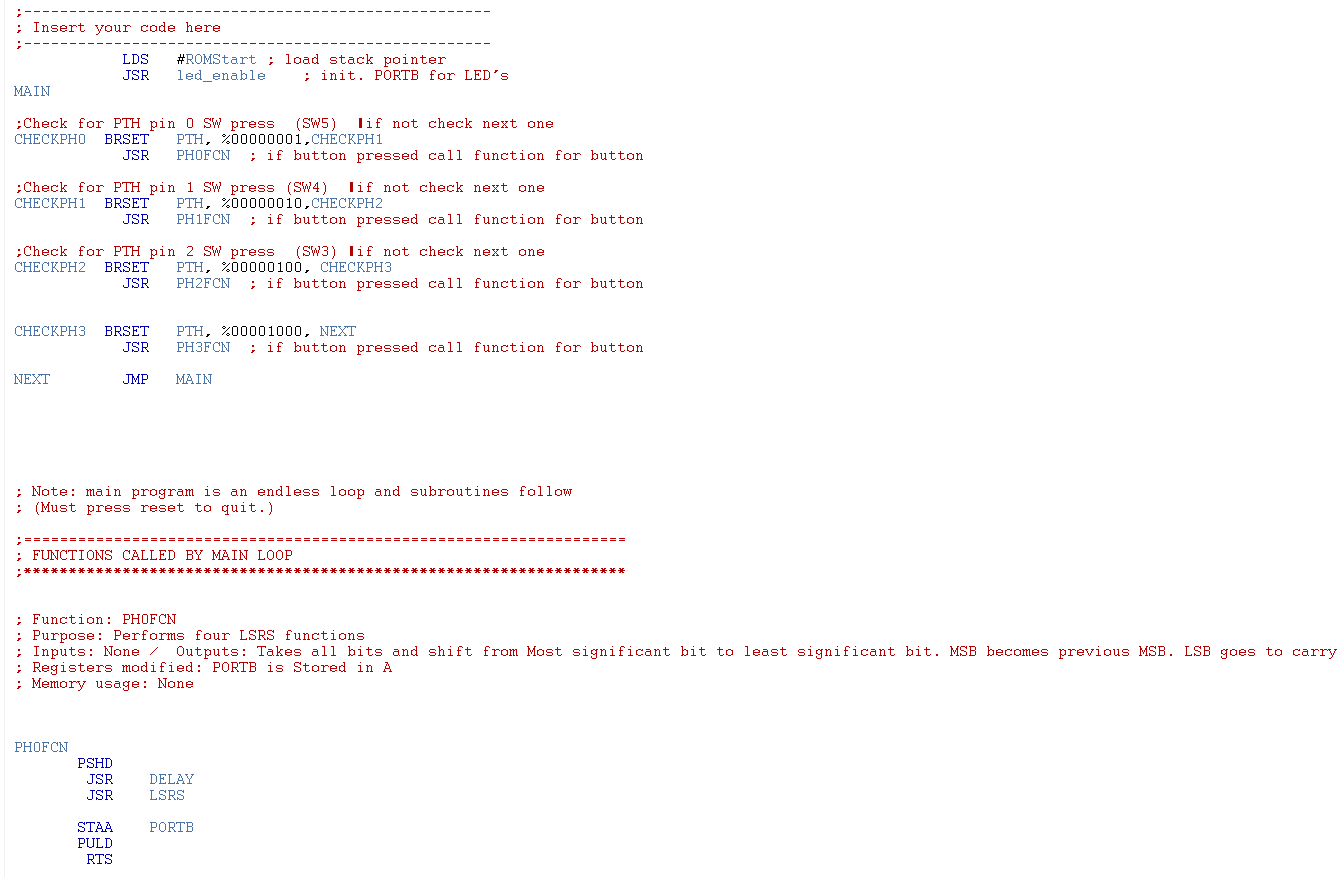 ;----------------------------------------------------
; Insert your code here
;----------------------------------------------------
LDS #ROMStart ; load stack pointer
JSR led_enable ; init. PORTB for LED's
MAIN
;Check for PTH pin 0 SW press (SW5) if not check next one
CHECKPH0 BRSET PTH, %00000001,CHECKPH1
JSR PH0FCN ; if button pressed call function for button
;Check for PTH pin 1 SW press (SW4) if not check next one
CHECKPH1 BRSET PTH, %00000010,CHECKPH2
JSR PH1FCN ; if button pressed call function for button
;Check for PTH pin 2 SW press (SW3) if not check next one
CHECKPH2 BRSET PTH, %00000100, CHECKPH3
JSR PH2FCN ; if button pressed call function for button
CHECKPH3 BRSET PTH, %00001000, NEXT
JSR PH3FCN ; if button pressed call function for button
NEXT JMP MAIN
; Note: main program is an endless loop and subroutines follow
; (Must press reset to quit.)
;======================================================================
; FUNCTIONS CALLED BY MAIN LOOP
;**********************************************************************
; Function: PH0FCN
; Purpose: Performs four LSRS functions
; Inputs: None / Outputs: Takes all bits and shift from Most significant bit to least significant bit. MSB becomes previous MSB. LSB goes to carry
; Registers modified: PORTB is Stored in A
; Memory usage: None
PH0FCN
PSHD
JSR DELAY
JSR LSRS
STAA PORTB
PULD
RTS